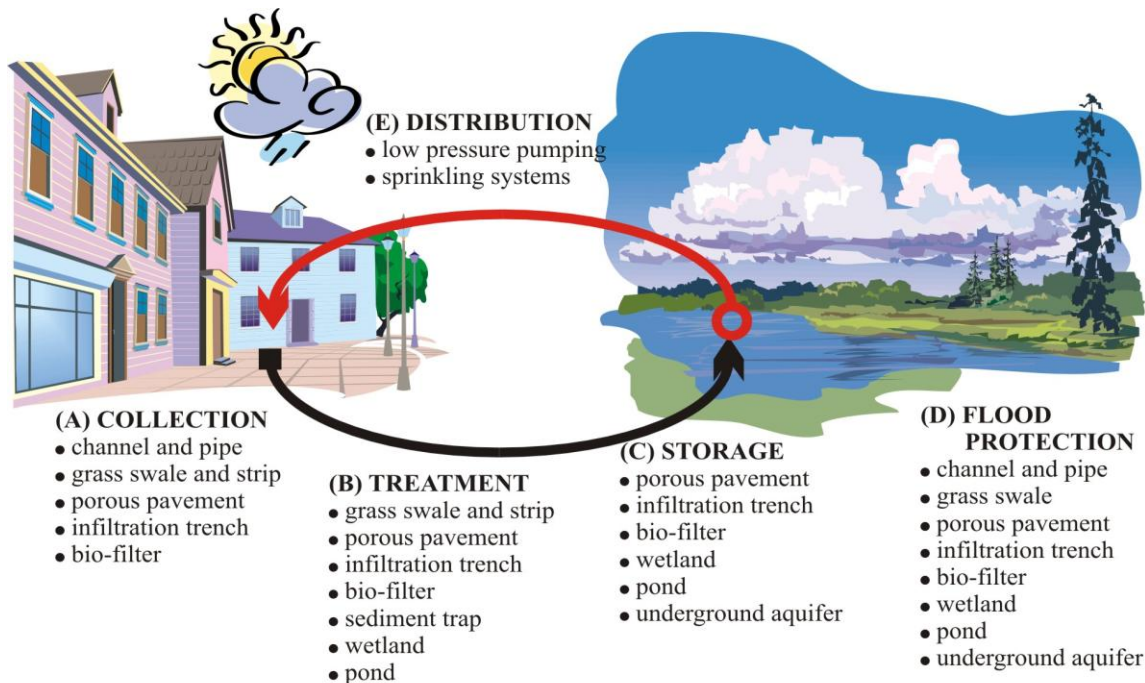 (E) DISTRIBUTION
• low pressure pumping
• sprinkling systems
(A) COLLECTION
• channel and pipe
• grass swale and strip
• porous pavement
• infiltration trench
• bio-filter
(B) TREATMENT
• grass swale and strip
• porous pavement
• infiltration trench
• bio-filter
• sediment trap
• wetland
• pond
(C) STORAGE
• porous pavement
• infiltration trench
• bio-filter
• wetland
• pond
• underground aquifer
(D) FLOOD
PROTECTION
• channel and pipe
• grass swale
• porous pavement
• infiltration trench
• bio-filter
• wetland
• pond
• underground aquifer